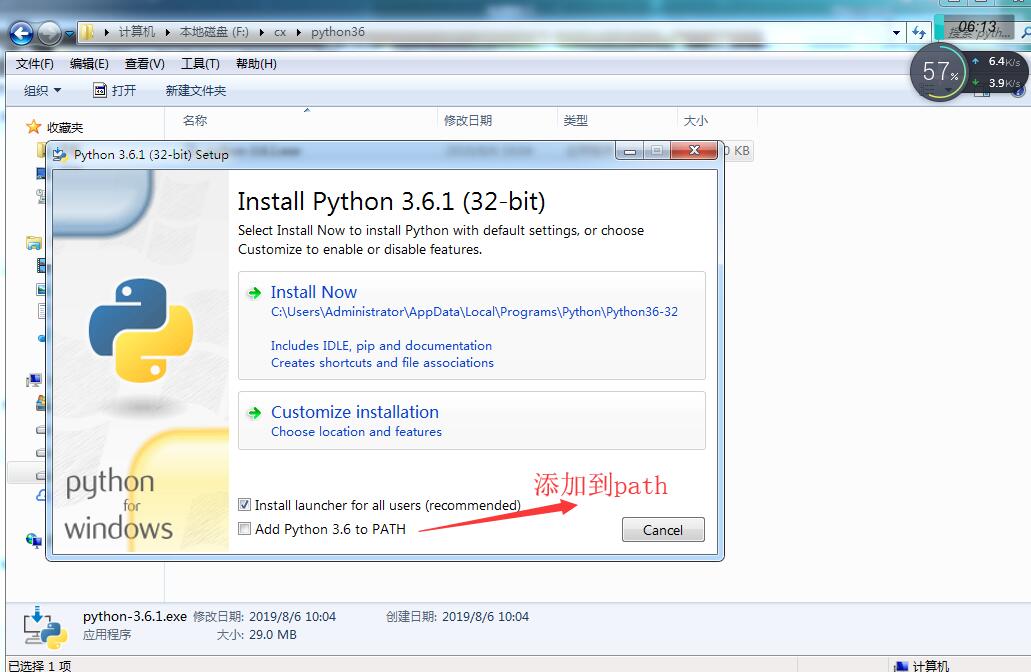 计算机 本地磁盘 (F:) cx python36
06:13
文件(F) 编辑(E) 查看(V) 工具(T) 帮助(H)
57%
6.4K/s
3.9K/s
组织 打开 新建文件夹
收藏夹
名称 修改日期 类型 大小
Python 3.6.1 (32-bit) Setup
KB
Install Python 3.6.1 (32-bit)
Select Install Now to install Python with default settings, or choose
Customize to enable or disable features.
Install Now
C:\Users\Administrator\AppData\Local\Programs\Python\Python36-32
Includes IDLE, pip and documentation
Creates shortcuts and file associations
Customize installation
Choose location and features
python
for
windows
添加到path
Install launcher for all users (recommended)
Add Python 3.6 to PATH
Cancel
python-3.6.1.exe 修改日期: 2019/8/6 10:04 创建日期: 2019/8/6 10:04
应用程序 大小: 29.0 MB
已选择 1 项 计算机